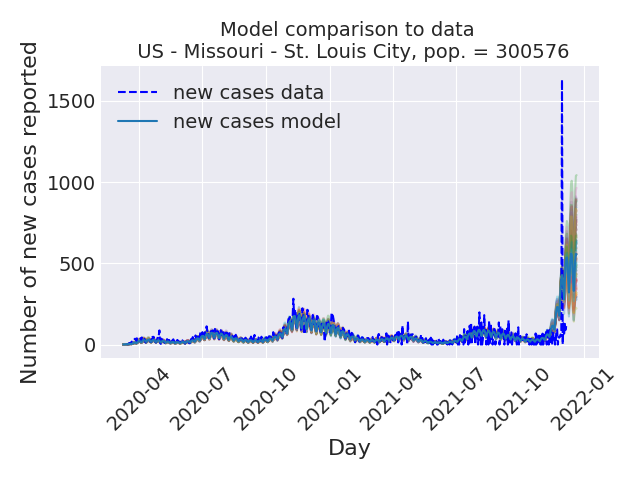 Model comparison to data
US - Missouri - St. Louis City, pop. = 300576
Number of new cases reported
1500
1000
500
0
new cases data
new cases model
2020-04
2020-07
2020-10
2021-01
2021-04
2021-07
2021-10
2022-01
Day